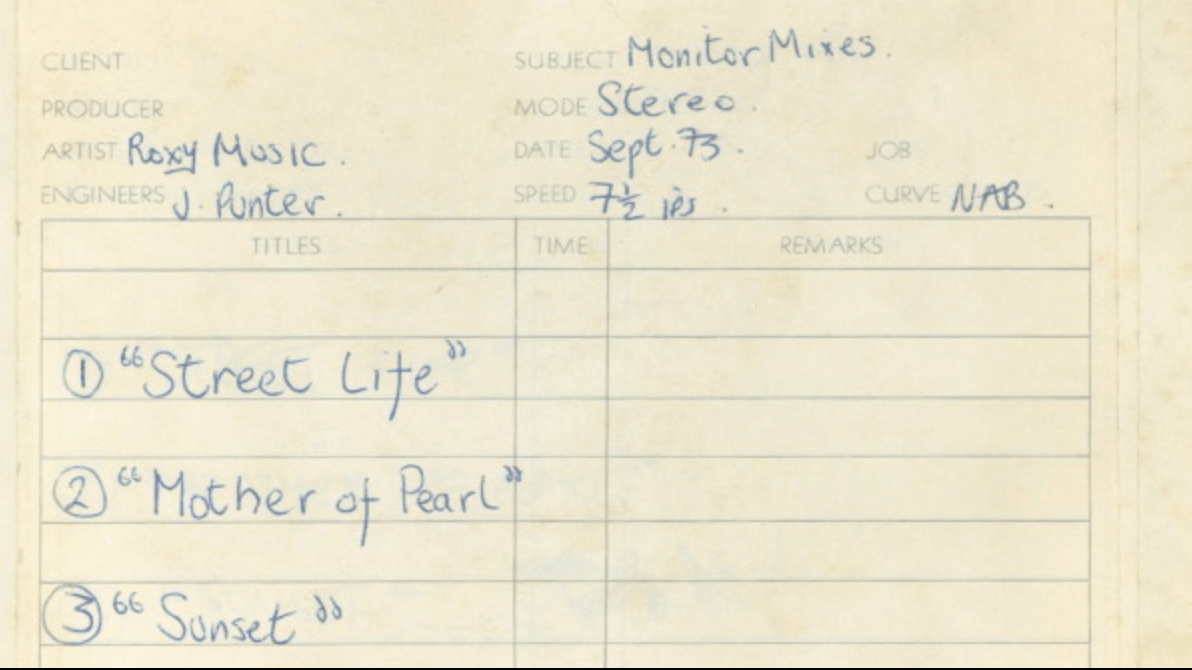 CLIENT SUBJECT Monitor Mixes.
PRODUCER MODE Stereo.
ARTIST Roxy Music. DATE Sept. 73. JOB
ENGINEERS J. Punter. SPEED 7½ ips. CURVE NAB.
TITLES TIME REMARKS
① “Street Life”
② “Mother of Pearl”
③ “Sunset”